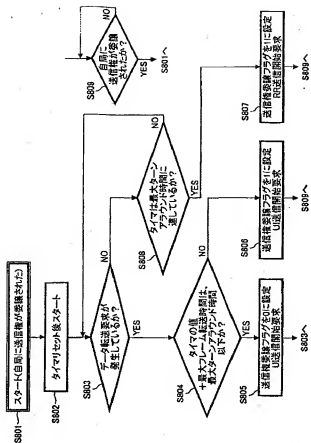 S801
スタート(自局に送信権が委譲された)
S802
タイマリセット後スタート
S803
データ転送要求が
発生しているか?
NO
YES
S808
タイマは最大ターン
アラウンド時間に
達しているか?
NO
YES
S804
タイマの値
+最大フレーム転送時間は、
最大ターンアラウンド時間
以下か?
NO
YES
S805
送信権委譲フラグを0に設定
UI送信開始要求
S803へ
S806
送信権委譲フラグを1に設定
UI送信開始要求
S809へ
S807
送信権委譲フラグを1に設定
RR送信開始要求
S809へ
S809
自局に
送信権が委譲
されたか?
NO
YES
S801へ